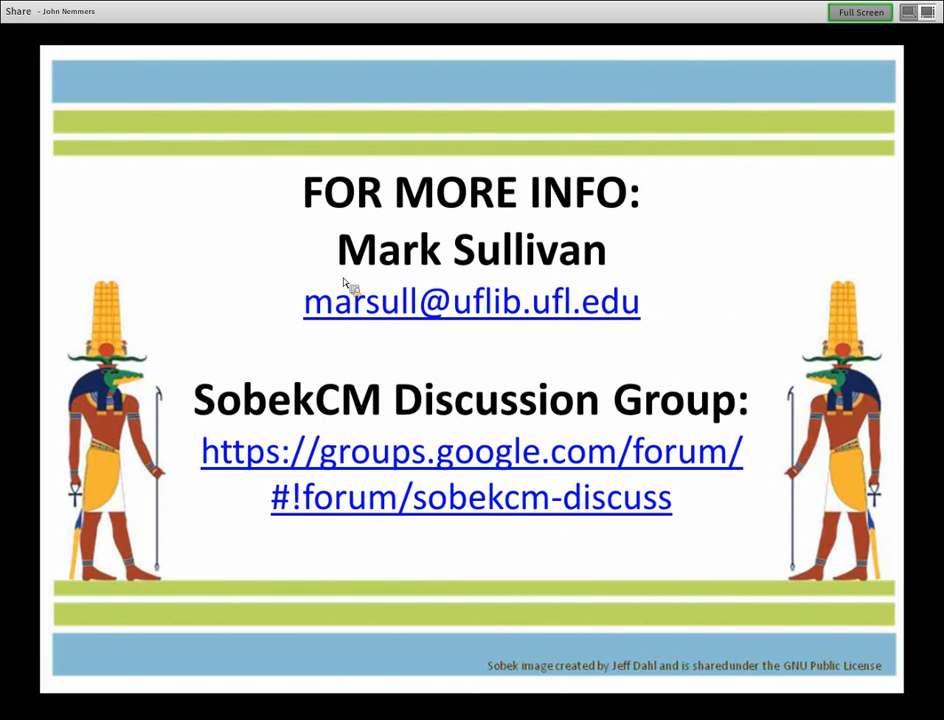 Share - John Nemmers
Full Screen
FOR MORE INFO:
Mark Sullivan
marsull@uflib.ufl.edu
SobekCM Discussion Group:
https://groups.google.com/forum/
#!forum/sobekcm-discuss
Sobek image created by Jeff Dahl and is shared under the GNU Public License